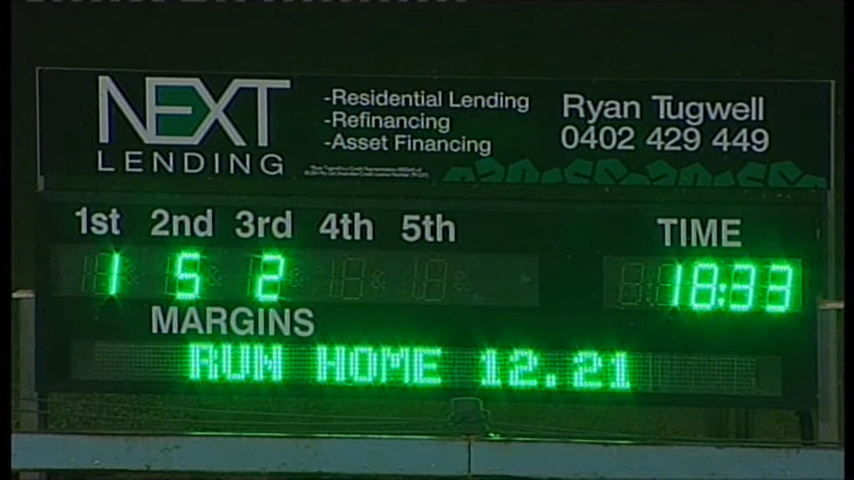 NEXT
LENDING
-Residential Lending
-Refinancing
-Asset Financing
Ryan Tugwell
0402 429 449
1st 2nd 3rd 4th 5th
TIME
1 5 2
18:33
MARGINS
RUN HOME 12.21